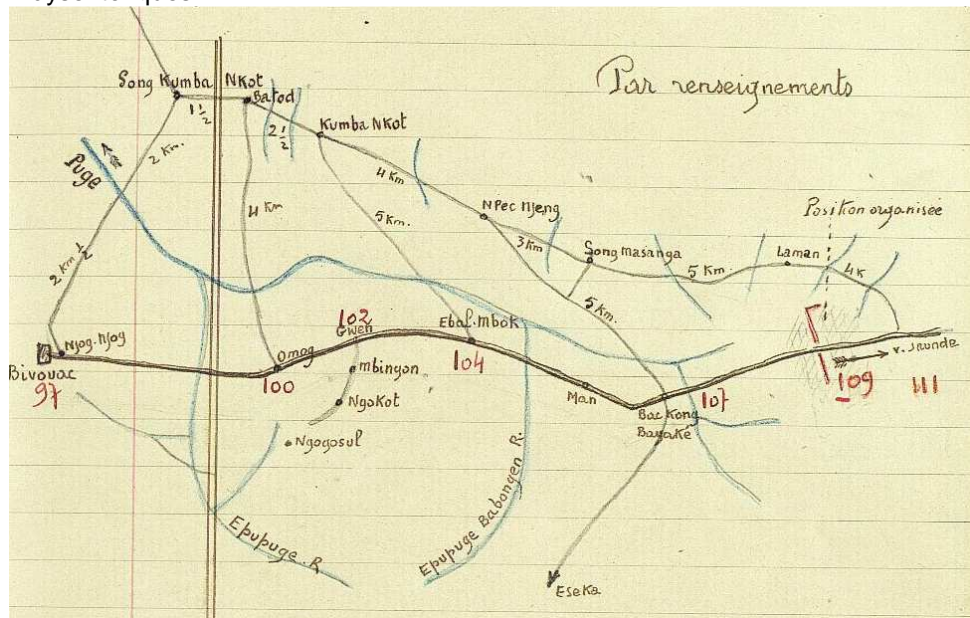 Par renseignements
Song Kumba
NKot
Batod
1 1/2
2 1/2
Kumba NKot
2 Km.
Puge
4 Km
4 Km
5 Km.
NPec Njeng
Position organisée
3 Km
Song Masanga
5 Km.
Laman
4 K
2 Km 1/2
5 Km.
Njog-Njog
Bivouac
97
Omog
100
102
Gwen
Ebal-Mbok
104
v. Jaunde
109
111
mbinyon
Man
107
Bac Kong
Bayaké
Ngokot
Ngogosul
Epupuge.R
Epupuge Babongen R.
Eseka